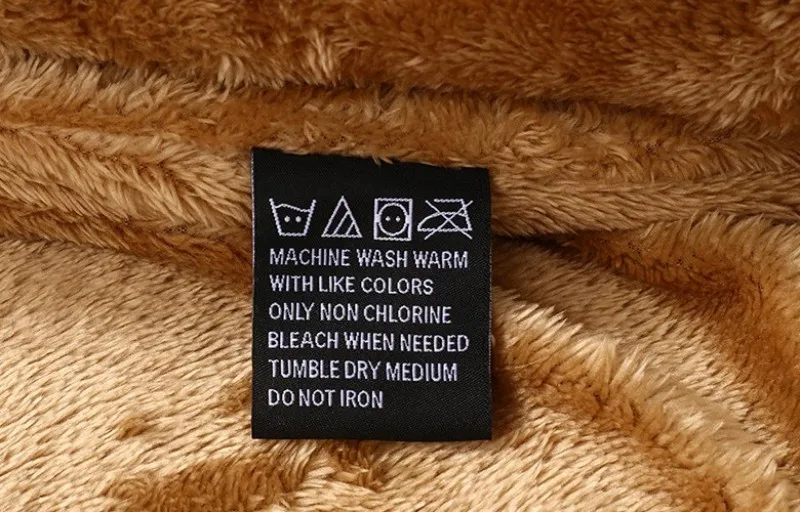 MACHINE WASH WARM
WITH LIKE COLORS
ONLY NON CHLORINE
BLEACH WHEN NEEDED
TUMBLE DRY MEDIUM
DO NOT IRON